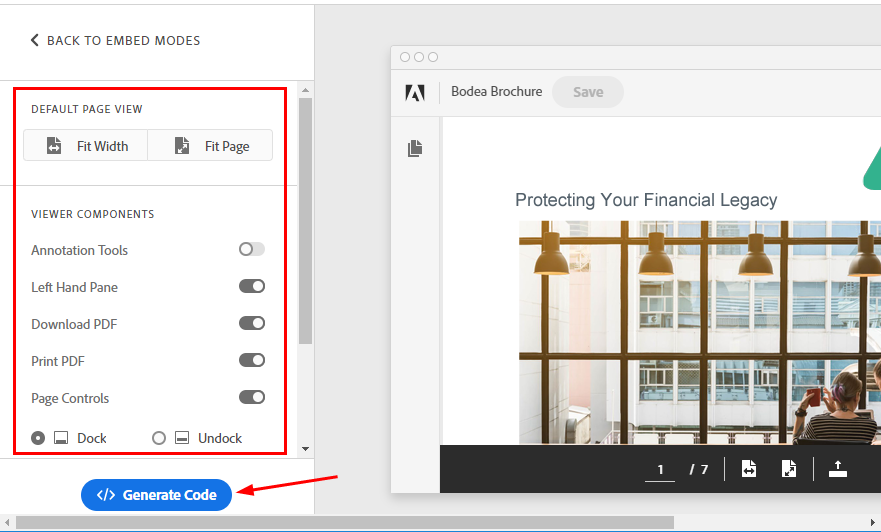 BACK TO EMBED MODES
DEFAULT PAGE VIEW
Fit Width Fit Page
VIEWER COMPONENTS
Annotation Tools
Left Hand Pane
Download PDF
Print PDF
Page Controls
Dock Undock
</> Generate Code
Bodea Brochure Save
Protecting Your Financial Legacy
1 / 7